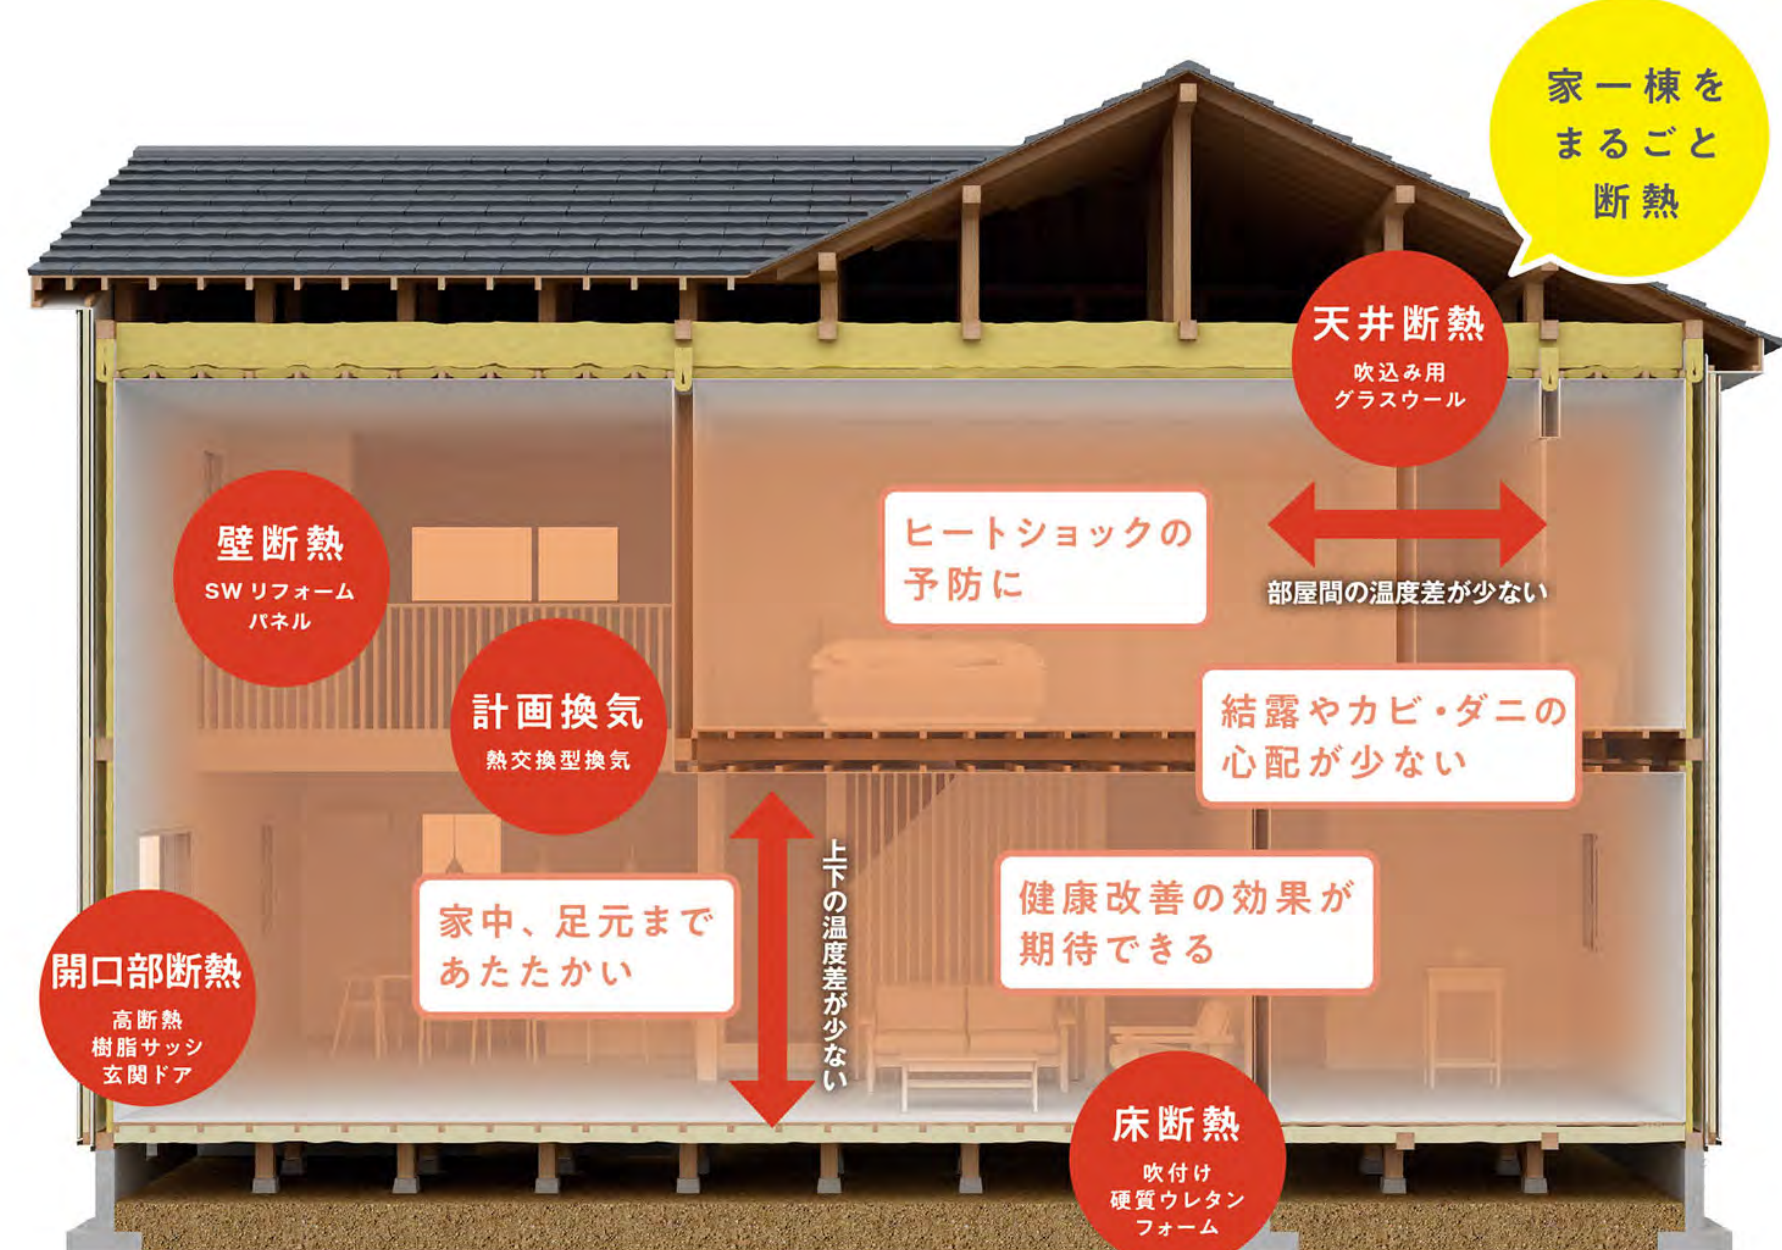 家一棟を
まるごと
断熱
天井断熱
吹込み用
グラスウール
壁断熱
SWリフォーム
パネル
ヒートショックの
予防に
部屋間の温度差が少ない
計画換気
熱交換型換気
結露やカビ・ダニの
心配が少ない
上下の温度差が少ない
家中、足元まで
あたたかい
健康改善の効果が
期待できる
開口部断熱
高断熱
樹脂サッシ
玄関ドア
床断熱
吹付け
硬質ウレタン
フォーム